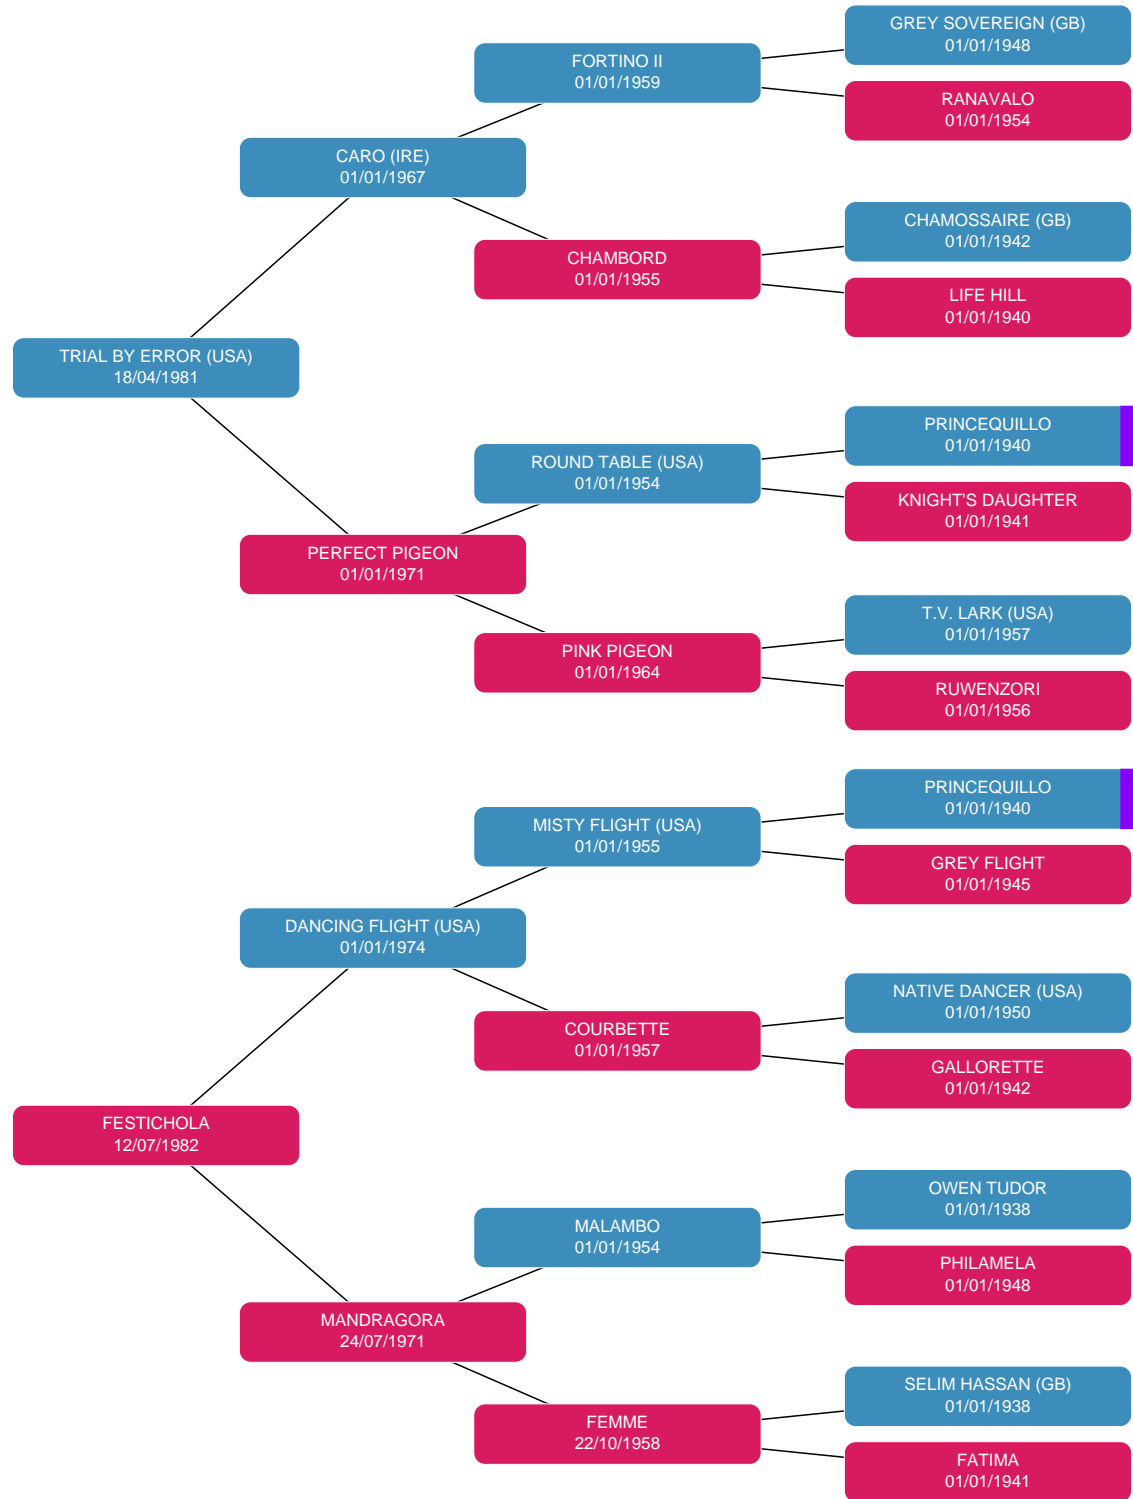 GREY SOVEREIGN (GB)
01/01/1948
FORTINO II
01/01/1959
RANAVALO
01/01/1954
CARO (IRE)
01/01/1967
CHAMOSSAIRE (GB)
01/01/1942
CHAMBORD
01/01/1955
LIFE HILL
01/01/1940
TRIAL BY ERROR (USA)
18/04/1981
PRINCEQUILLO
01/01/1940
ROUND TABLE (USA)
01/01/1954
KNIGHT'S DAUGHTER
01/01/1941
PERFECT PIGEON
01/01/1971
T.V. LARK (USA)
01/01/1957
PINK PIGEON
01/01/1964
RUWENZORI
01/01/1956
PRINCEQUILLO
01/01/1940
MISTY FLIGHT (USA)
01/01/1955
GREY FLIGHT
01/01/1945
DANCING FLIGHT (USA)
01/01/1974
NATIVE DANCER (USA)
01/01/1950
COURBETTE
01/01/1957
GALLORETTE
01/01/1942
FESTICHOLA
12/07/1982
OWEN TUDOR
01/01/1938
MALAMBO
01/01/1954
PHILAMELA
01/01/1948
MANDRAGORA
24/07/1971
SELIM HASSAN (GB)
01/01/1938
FEMME
22/10/1958
FATIMA
01/01/1941